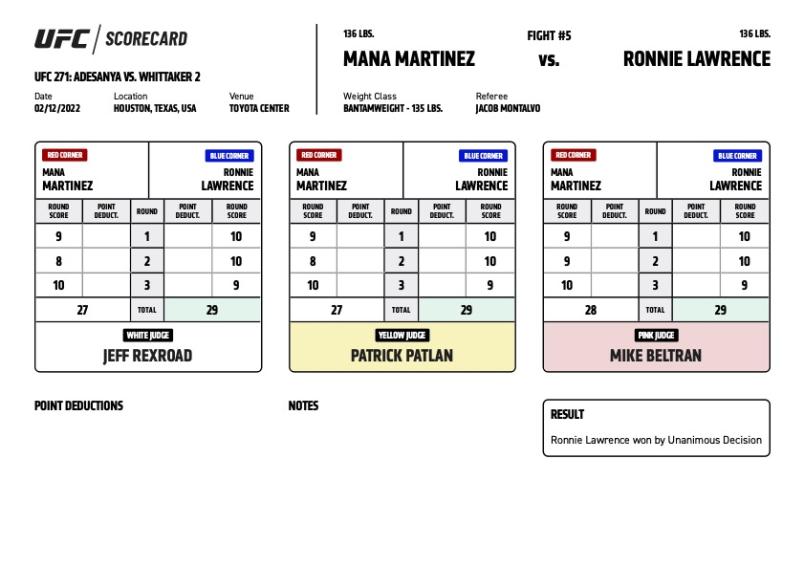 UFC / SCORECARD
UFC 271: ADESANYA VS. WHITTAKER 2
Date Location Venue
02/12/2022 HOUSTON, TEXAS, USA TOYOTA CENTER
136 LBS. FIGHT #5 136 LBS.
MANA MARTINEZ VS. RONNIE LAWRENCE
Weight Class Referee
BANTAMWEIGHT - 135 LBS. JACOB MONTALVO
RED CORNER BLUE CORNER
MANA RONNIE
MARTINEZ LAWRENCE
ROUND SCORE POINT DEDUCT. ROUND POINT DEDUCT. ROUND SCORE
9 1 10
8 2 10
10 3 9
27 TOTAL 29
WHITE JUDGE
JEFF REXROAD
RED CORNER BLUE CORNER
MANA RONNIE
MARTINEZ LAWRENCE
ROUND SCORE POINT DEDUCT. ROUND POINT DEDUCT. ROUND SCORE
9 1 10
8 2 10
10 3 9
27 TOTAL 29
YELLOW JUDGE
PATRICK PATLAN
RED CORNER BLUE CORNER
MANA RONNIE
MARTINEZ LAWRENCE
ROUND SCORE POINT DEDUCT. ROUND POINT DEDUCT. ROUND SCORE
9 1 10
9 2 10
10 3 9
28 TOTAL 29
PINK JUDGE
MIKE BELTRAN
POINT DEDUCTIONS
NOTES
RESULT
Ronnie Lawrence won by Unanimous Decision